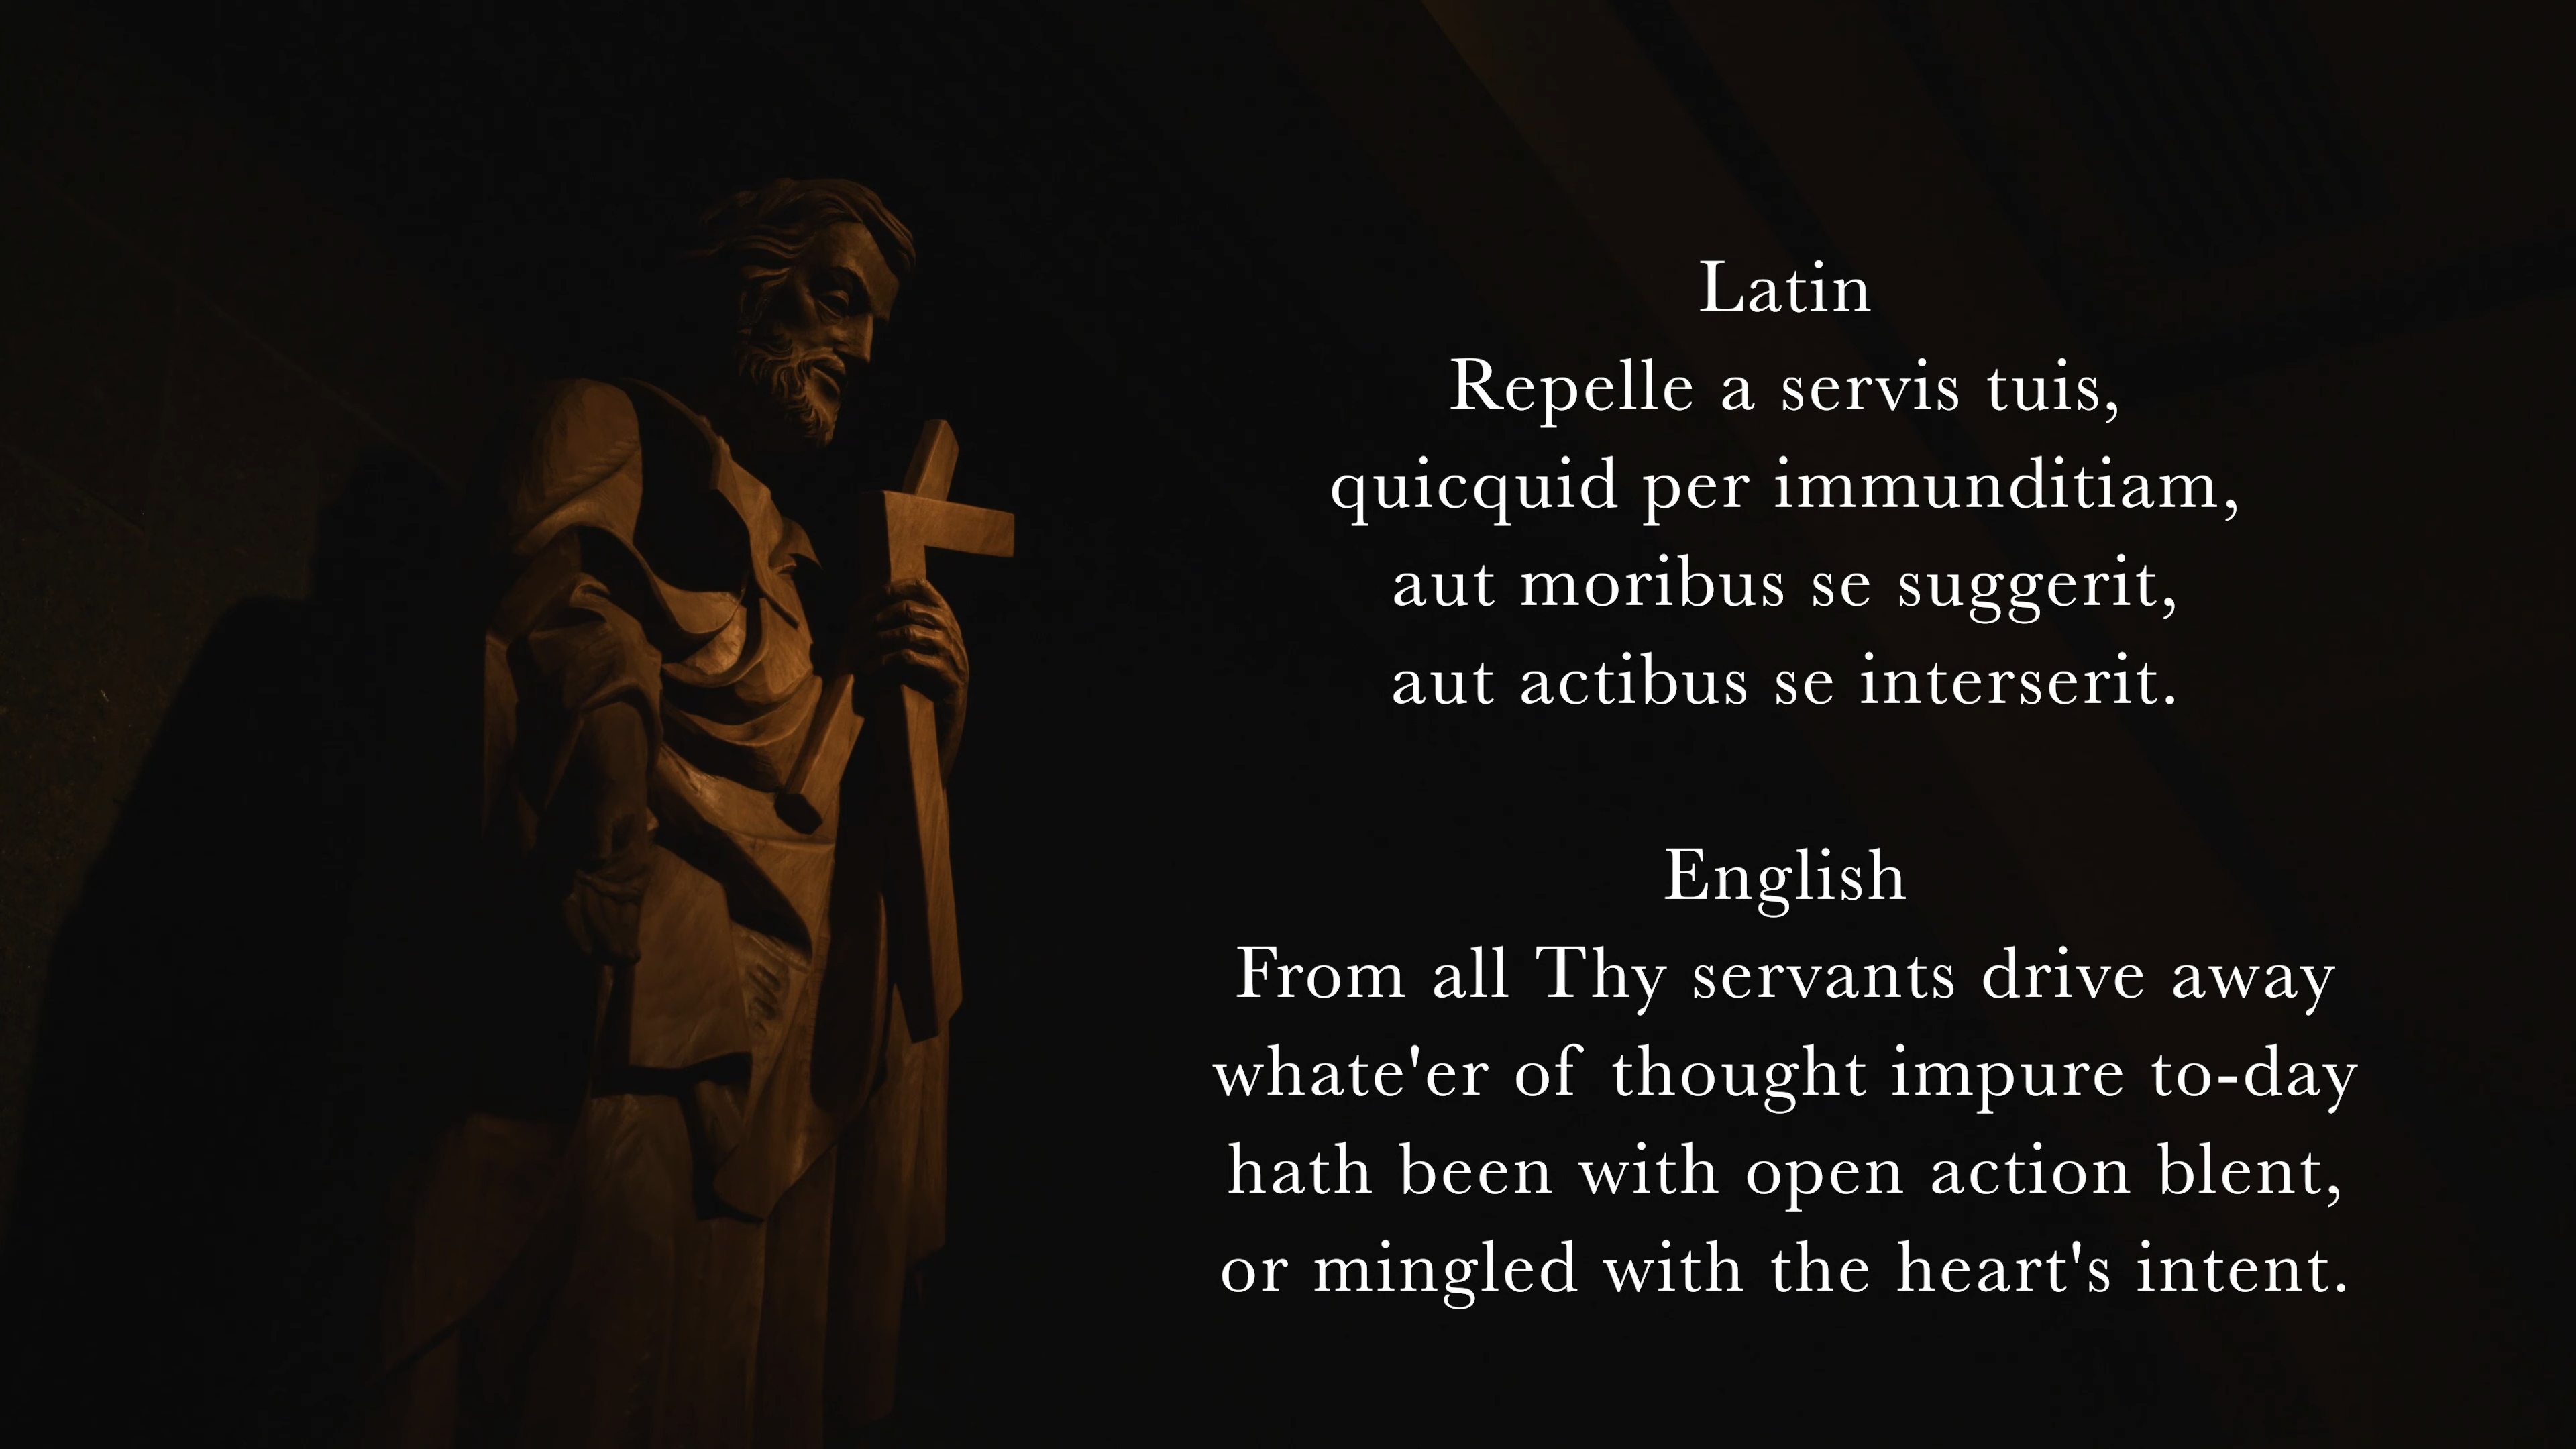 Latin
Repelle a servis tuis,
quicquid per immunditiam,
aut moribus se suggerit,
aut actibus se interserit.
English
From all Thy servants drive away
whate'er of thought impure to-day
hath been with open action blent,
or mingled with the heart's intent.